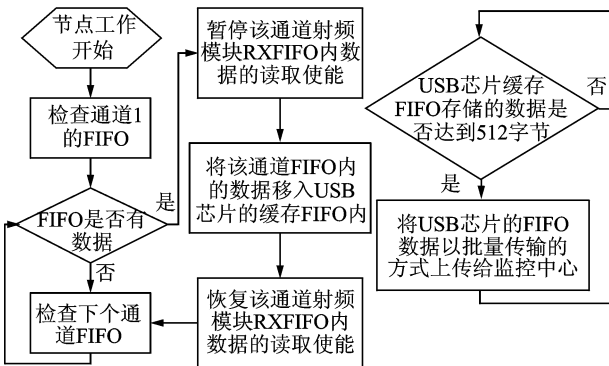 节点工作
开始
检查通道1
的FIFO
FIFO是否有
数据
是
否
检查下个通
道FIFO
暂停该通道射频
模块RXFIFO内数
据的读取使能
将该通道FIFO内
的数据移入USB
芯片的缓存FIFO内
恢复该通道射频
模块RXFIFO内
数据的读取使能
USB芯片缓存
FIFO存储的数据是
否达到512字节
否
是
将USB芯片的FIFO
数据以批量传输的
方式上传给监控中心